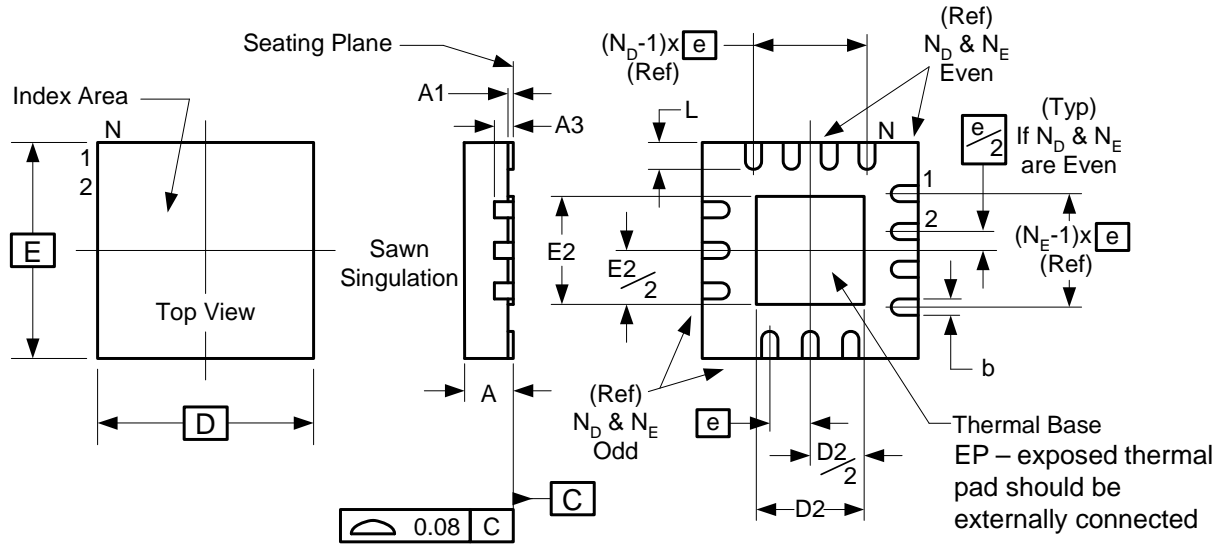 Seating Plane
Index Area
N
1
2
E
Top View
D
A1
A3
Sawn
Singulation
A
0.08 C
C
(N_D-1)x e
(Ref)
L
(Ref)
N_D & N_E
Even
N
1
2
e/2
(Typ)
If N_D & N_E
are Even
(N_E-1)x e
(Ref)
E2
E2/2
b
(Ref)
N_D & N_E
Odd
e
D2/2
D2
Thermal Base
EP – exposed thermal
pad should be
externally connected